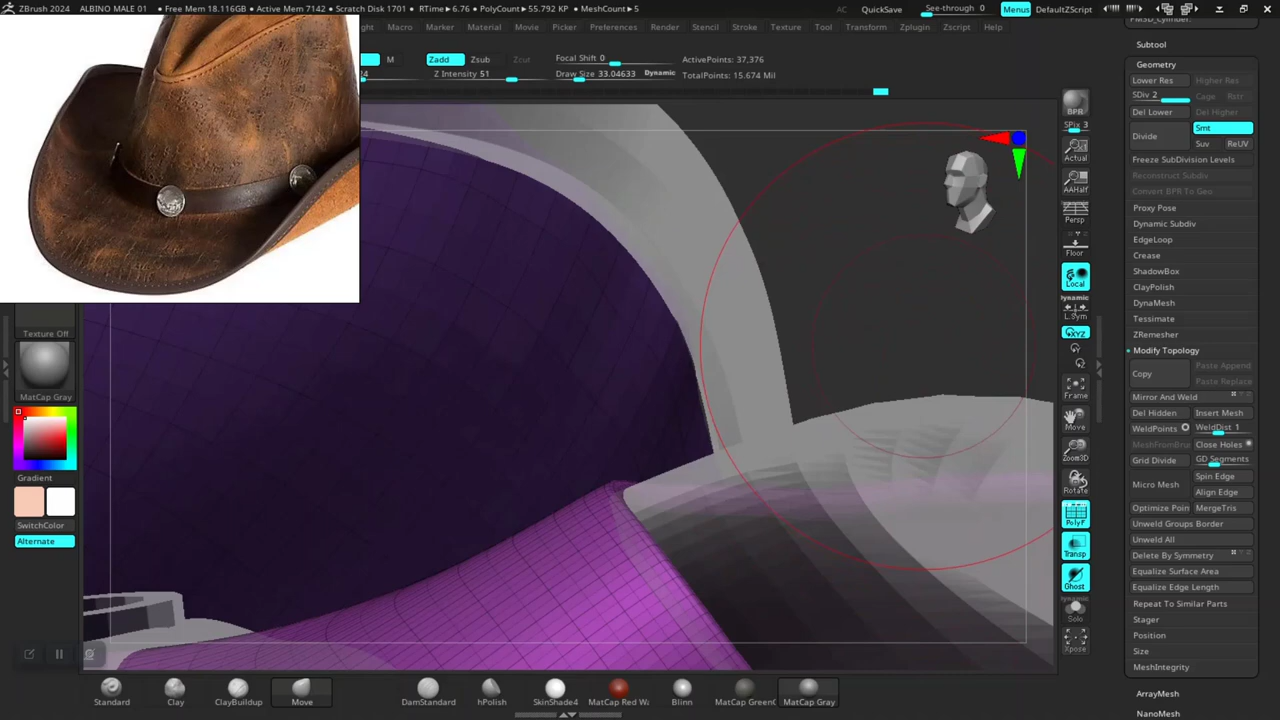 ZBrush 2024 ALBINO MALE 01 • Free Mem 18.116GB • Active Mem 7142 • Scratch Disk 1701 • RTime▸6.76 • PolyCount▸55.792 KP • MeshCount▸5
AC QuickSave See-through 0 Menus DefaultZScript
ght Macro Marker Material Movie Picker Preferences Render Stencil Stroke Texture Tool Transform Zplugin Zscript Help
M Zadd Zsub Zcut Focal Shift 0 ActivePoints: 37,376
24 Z Intensity 51 Draw Size 33.04633 Dynamic TotalPoints: 15.674 Mil
Subtool
Geometry
Lower Res Higher Res
SDiv 2 Cage Rstr
Del Lower Del Higher
Divide Smt
Suv ReUV
Freeze SubDivision Levels
Reconstruct Subdiv
Convert BPR To Geo
Proxy Pose
Dynamic Subdiv
EdgeLoop
Crease
ShadowBox
ClayPolish
DynaMesh
Tessimate
ZRemesher
Modify Topology
Copy Paste Append
Paste Replace
Mirror And Weld
Del Hidden Insert Mesh
WeldPoints WeldDist 1
MeshFromBru Close Holes
Grid Divide GD Segments
Micro Mesh Spin Edge
Align Edge
Optimize Poin MergeTris
Unweld Groups Border
Unweld All
Delete By Symmetry
Equalize Surface Area
Equalize Edge Length
Repeat To Similar Parts
Stager
Position
Size
MeshIntegrity
ArrayMesh
NanoMesh
BPR
SPix 3
Actual
AAHalf
Persp
Floor
Local
Dynamic
L.Sym
XYZ
Frame
Move
Zoom3D
Rotate
PolyF
Transp
Ghost
Dynamic
Solo
Xpose
Texture Off
MatCap Gray
Gradient
SwitchColor
Alternate
Standard Clay ClayBuildup Move DamStandard hPolish SkinShade4 MatCap Red Wa Blinn MatCap GreenC MatCap Gray